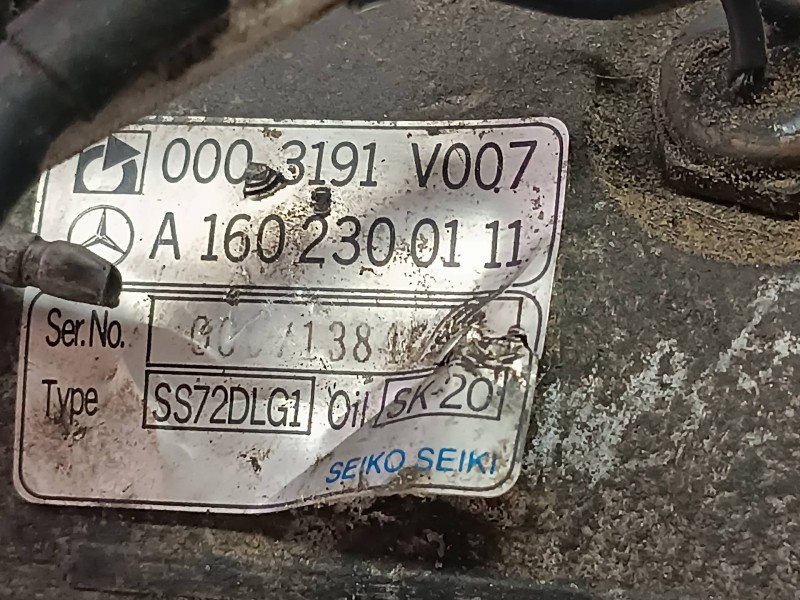 000 3191 V007
A 160 230 01 11
Ser.No.
Type SS72DLG1 Oil SK-20
SEIKO SEIKI